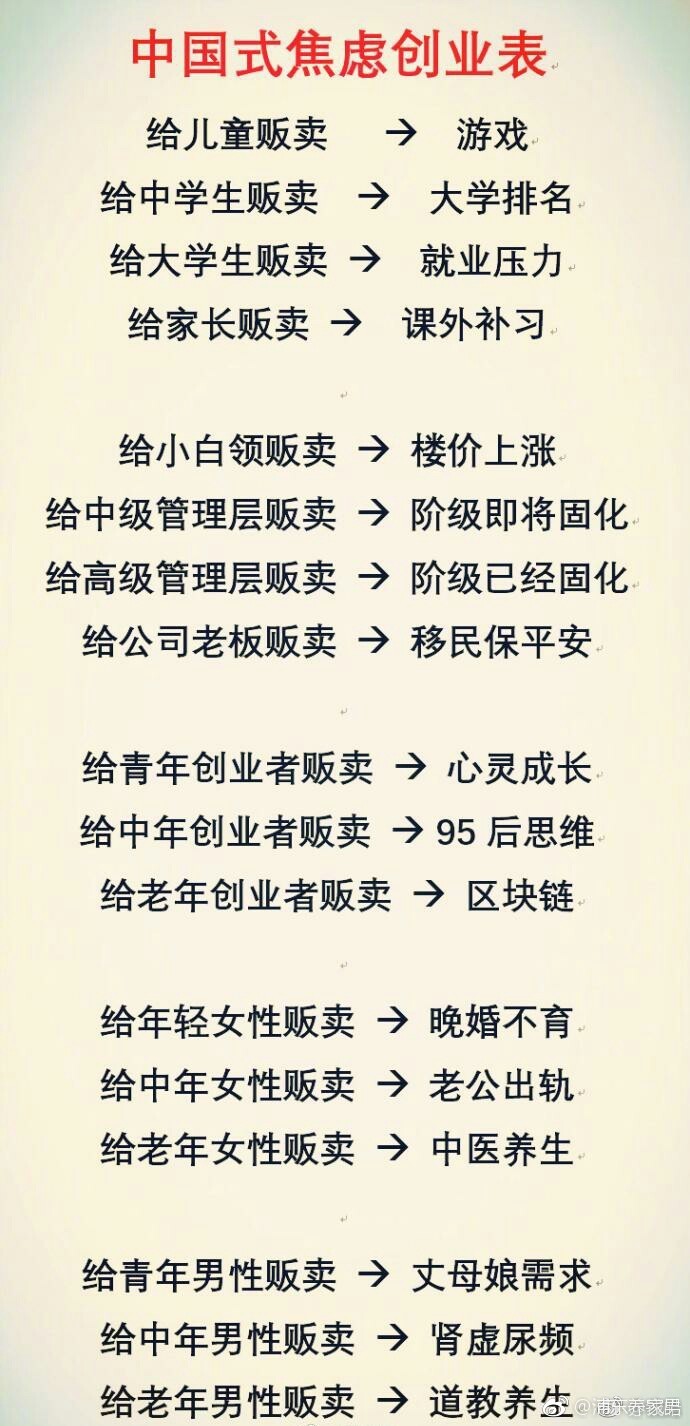 中国式焦虑创业表
给儿童贩卖 → 游戏
给中学生贩卖 → 大学排名
给大学生贩卖 → 就业压力
给家长贩卖 → 课外补习
给小白领贩卖 → 楼价上涨
给中级管理层贩卖 → 阶级即将固化
给高级管理层贩卖 → 阶级已经固化
给公司老板贩卖 → 移民保平安
给青年创业者贩卖 → 心灵成长
给中年创业者贩卖 → 95 后思维
给老年创业者贩卖 → 区块链
给年轻女性贩卖 → 晚婚不育
给中年女性贩卖 → 老公出轨
给老年女性贩卖 → 中医养生
给青年男性贩卖 → 丈母娘需求
给中年男性贩卖 → 肾虚尿频
给老年男性贩卖 → 道教养生